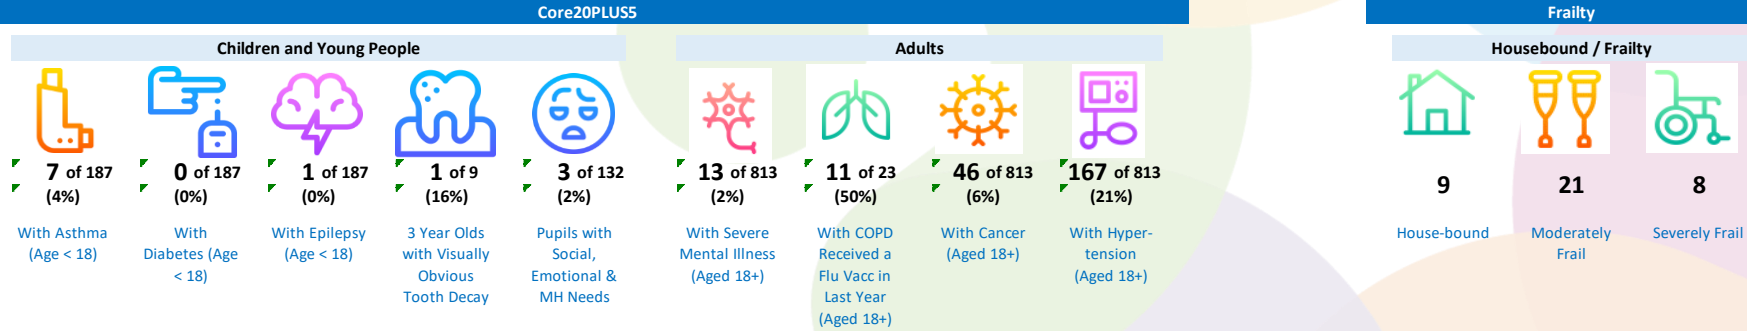 Core20PLUS5
Children and Young People
7 of 187
(4%)
With Asthma
(Age < 18)
0 of 187
(0%)
With
Diabetes (Age
< 18)
1 of 187
(0%)
With Epilepsy
(Age < 18)
1 of 9
(16%)
3 Year Olds
with Visually
Obvious
Tooth Decay
3 of 132
(2%)
Pupils with
Social,
Emotional &
MH Needs
Adults
13 of 813
(2%)
With Severe
Mental Illness
(Aged 18+)
11 of 23
(50%)
With COPD
Received a
Flu Vacc in
Last Year
(Aged 18+)
46 of 813
(6%)
With Cancer
(Aged 18+)
167 of 813
(21%)
With Hyper-
tension
(Aged 18+)
Frailty
Housebound / Frailty
9
House-bound
21
Moderately
Frail
8
Severely Frail